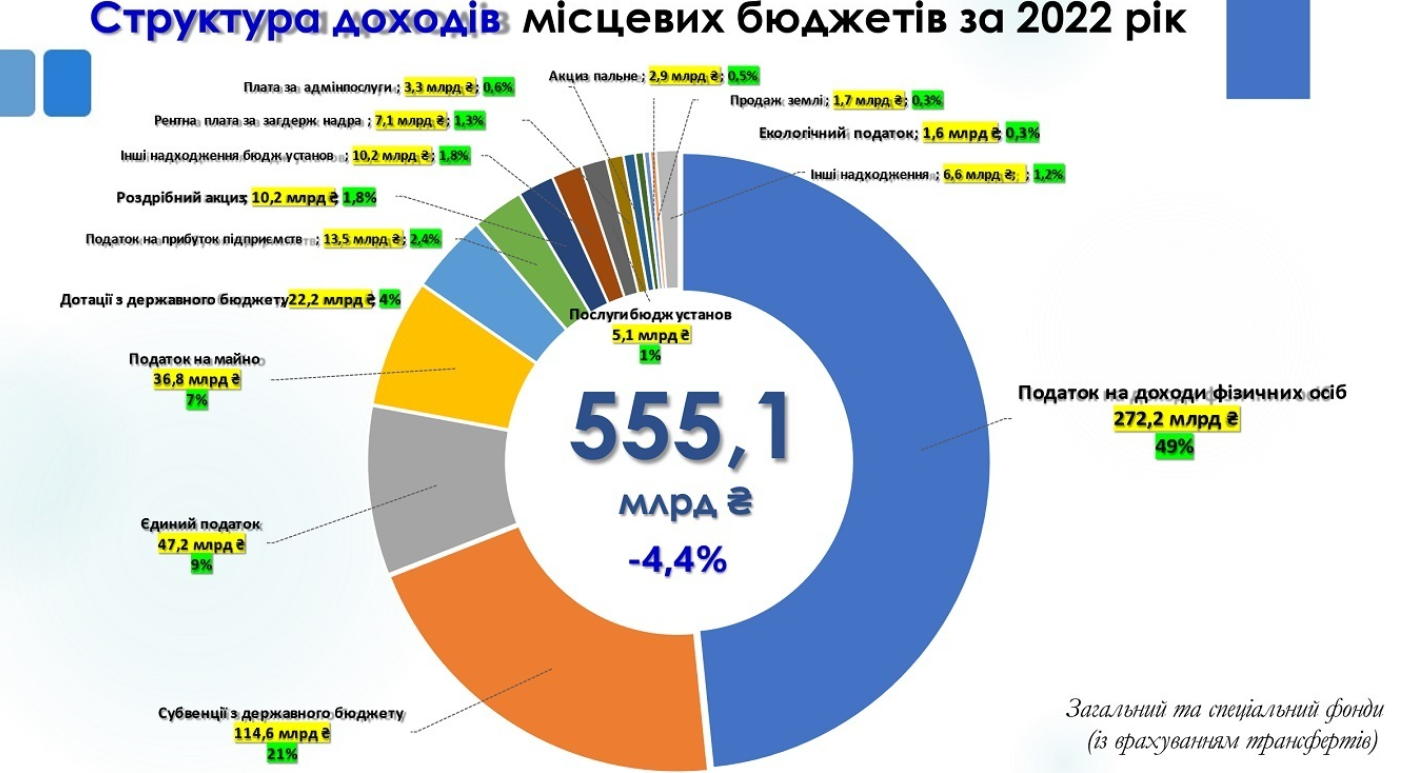 Структура доходів місцевих бюджетів за 2022 рік
Плата за адмінпослуги ; 3,3 млрд ₴; 0,6%
Акциз пальне ; 2,9 млрд ₴; 0,5%
Продаж землі ; 1,7 млрд ₴; 0,3%
Рентна плата за загдерж надра ; 7,1 млрд ₴; 1,3%
Екологічний податок; 1,6 млрд ₴; 0,3%
Інші надходження бюдж установ ; 10,2 млрд ₴; 1,8%
Інші надходження ; 6,6 млрд ₴; ; 1,2%
Роздрібний акциз; 10,2 млрд ₴; 1,8%
Податок на прибуток підприємств ; 13,5 млрд ₴; 2,4%
Дотації з державного бюджету; 22,2 млрд ₴; 4%
Послуги бюдж установ
5,1 млрд ₴
1%
Податок на майно
36,8 млрд ₴
7%
Податок на доходи фізичних осіб
272,2 млрд ₴
49%
555,1
млрд ₴
-4,4%
Єдиний податок
47,2 млрд ₴
9%
Субвенції з державного бюджету
114,6 млрд ₴
21%
Загальний та спеціальний фонди
(із врахуванням трансфертів)